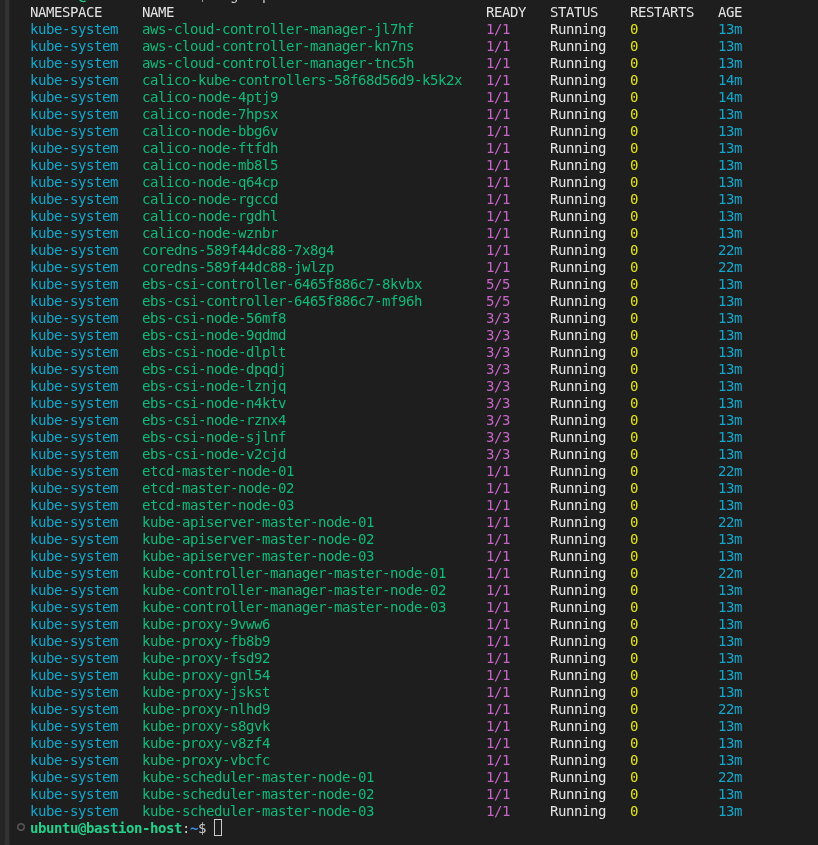 NAMESPACE NAME READY STATUS RESTARTS AGE
kube-system aws-cloud-controller-manager-jl7hf 1/1 Running 0 13m
kube-system aws-cloud-controller-manager-kn7ns 1/1 Running 0 13m
kube-system aws-cloud-controller-manager-tnc5h 1/1 Running 0 13m
kube-system calico-kube-controllers-58f68d56d9-k5k2x 1/1 Running 0 14m
kube-system calico-node-4ptj9 1/1 Running 0 14m
kube-system calico-node-7hpsx 1/1 Running 0 13m
kube-system calico-node-bbg6v 1/1 Running 0 13m
kube-system calico-node-ftfdh 1/1 Running 0 13m
kube-system calico-node-mb8l5 1/1 Running 0 13m
kube-system calico-node-q64cp 1/1 Running 0 13m
kube-system calico-node-rgccd 1/1 Running 0 13m
kube-system calico-node-rgdhl 1/1 Running 0 13m
kube-system calico-node-wznbr 1/1 Running 0 13m
kube-system coredns-589f44dc88-7x8g4 1/1 Running 0 22m
kube-system coredns-589f44dc88-jwlzp 1/1 Running 0 22m
kube-system ebs-csi-controller-6465f886c7-8kvbx 5/5 Running 0 13m
kube-system ebs-csi-controller-6465f886c7-mf96h 5/5 Running 0 13m
kube-system ebs-csi-node-56mf8 3/3 Running 0 13m
kube-system ebs-csi-node-9qdmd 3/3 Running 0 13m
kube-system ebs-csi-node-dlplt 3/3 Running 0 13m
kube-system ebs-csi-node-dpqdj 3/3 Running 0 13m
kube-system ebs-csi-node-lznjq 3/3 Running 0 13m
kube-system ebs-csi-node-n4ktv 3/3 Running 0 13m
kube-system ebs-csi-node-rznx4 3/3 Running 0 13m
kube-system ebs-csi-node-sjlnf 3/3 Running 0 13m
kube-system ebs-csi-node-v2cjd 3/3 Running 0 13m
kube-system etcd-master-node-01 1/1 Running 0 22m
kube-system etcd-master-node-02 1/1 Running 0 13m
kube-system etcd-master-node-03 1/1 Running 0 13m
kube-system kube-apiserver-master-node-01 1/1 Running 0 22m
kube-system kube-apiserver-master-node-02 1/1 Running 0 13m
kube-system kube-apiserver-master-node-03 1/1 Running 0 13m
kube-system kube-controller-manager-master-node-01 1/1 Running 0 22m
kube-system kube-controller-manager-master-node-02 1/1 Running 0 13m
kube-system kube-controller-manager-master-node-03 1/1 Running 0 13m
kube-system kube-proxy-9vww6 1/1 Running 0 13m
kube-system kube-proxy-fb8b9 1/1 Running 0 13m
kube-system kube-proxy-fsd92 1/1 Running 0 13m
kube-system kube-proxy-gnl54 1/1 Running 0 13m
kube-system kube-proxy-jskst 1/1 Running 0 13m
kube-system kube-proxy-nlhd9 1/1 Running 0 22m
kube-system kube-proxy-s8gvk 1/1 Running 0 13m
kube-system kube-proxy-v8zf4 1/1 Running 0 13m
kube-system kube-proxy-vbcfc 1/1 Running 0 13m
kube-system kube-scheduler-master-node-01 1/1 Running 0 22m
kube-system kube-scheduler-master-node-02 1/1 Running 0 13m
kube-system kube-scheduler-master-node-03 1/1 Running 0 13m
ubuntu@bastion-host:~$